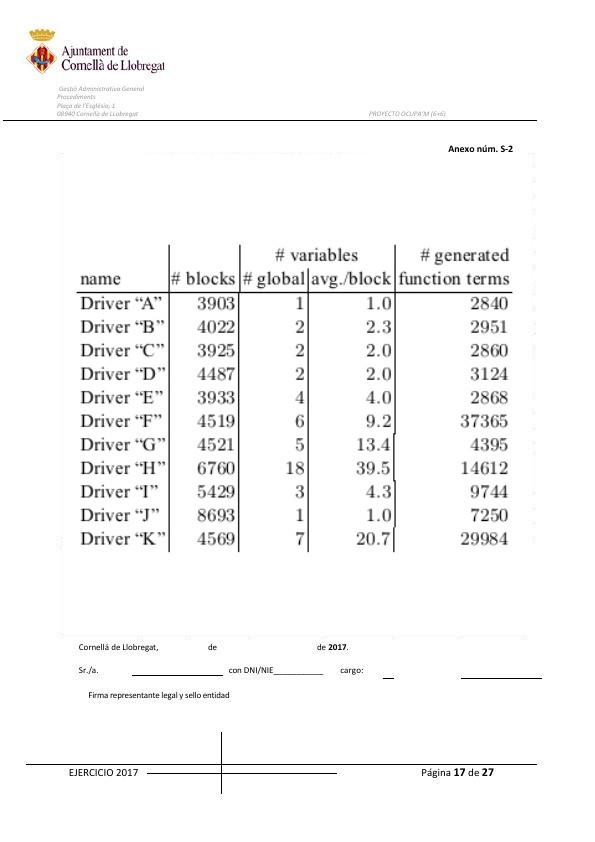 Ajuntament de
Cornellà de Llobregat
Gestió Administrativa General
Procediments
Plaça de l'Església, 1
08940 Cornellà de Llobregat
PROYECTO OCUPA'M (6+6)
Anexo núm. S-2
# variables # generated
name # blocks # global avg./block function terms
Driver “A” 3903 1 1.0 2840
Driver “B” 4022 2 2.3 2951
Driver “C” 3925 2 2.0 2860
Driver “D” 4487 2 2.0 3124
Driver “E” 3933 4 4.0 2868
Driver “F” 4519 6 9.2 37365
Driver “G” 4521 5 13.4 4395
Driver “H” 6760 18 39.5 14612
Driver “I” 5429 3 4.3 9744
Driver “J” 8693 1 1.0 7250
Driver “K” 4569 7 20.7 29984
Cornellá de Llobregat, de de 2017.
Sr./a. con DNI/NIE___________ cargo:
Firma representante legal y sello entidad
EJERCICIO 2017 Página 17 de 27